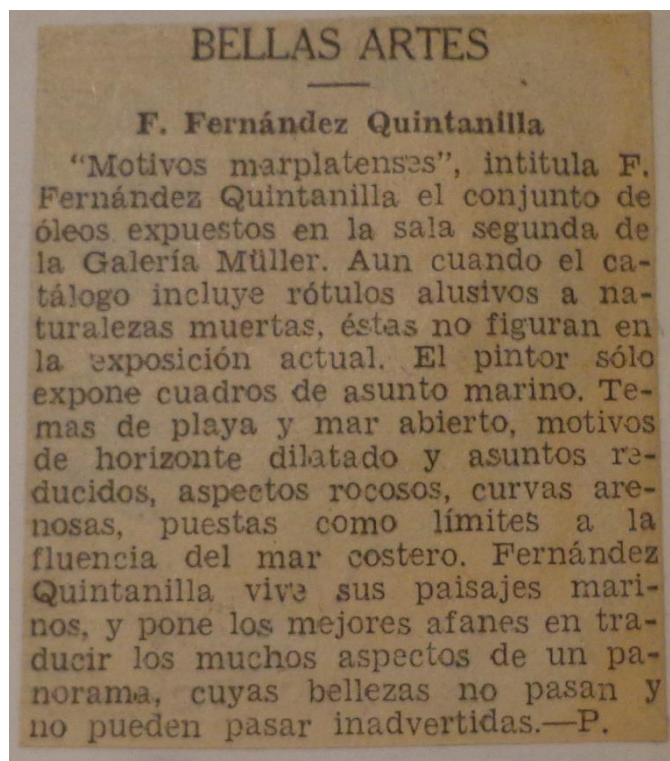 BELLAS ARTES
F. Fernández Quintanilla
"Motivos marplatenses", intitula F.
Fernández Quintanilla el conjunto de
óleos expuestos en la sala segunda de
la Galería Müller. Aun cuando el ca-
tálogo incluye rótulos alusivos a na-
turalezas muertas, éstas no figuran en
la exposición actual. El pintor sólo
expone cuadros de asunto marino. Te-
mas de playa y mar abierto, motivos
de horizonte dilatado y asuntos re-
ducidos, aspectos rocosos, curvas are-
nosas, puestas como límites a la
fluencia del mar costero. Fernández
Quintanilla vive sus paisajes mari-
nos, y pone los mejores afanes en tra-
ducir los muchos aspectos de un pa-
norama, cuyas bellezas no pasan y
no pueden pasar inadvertidas.—P.